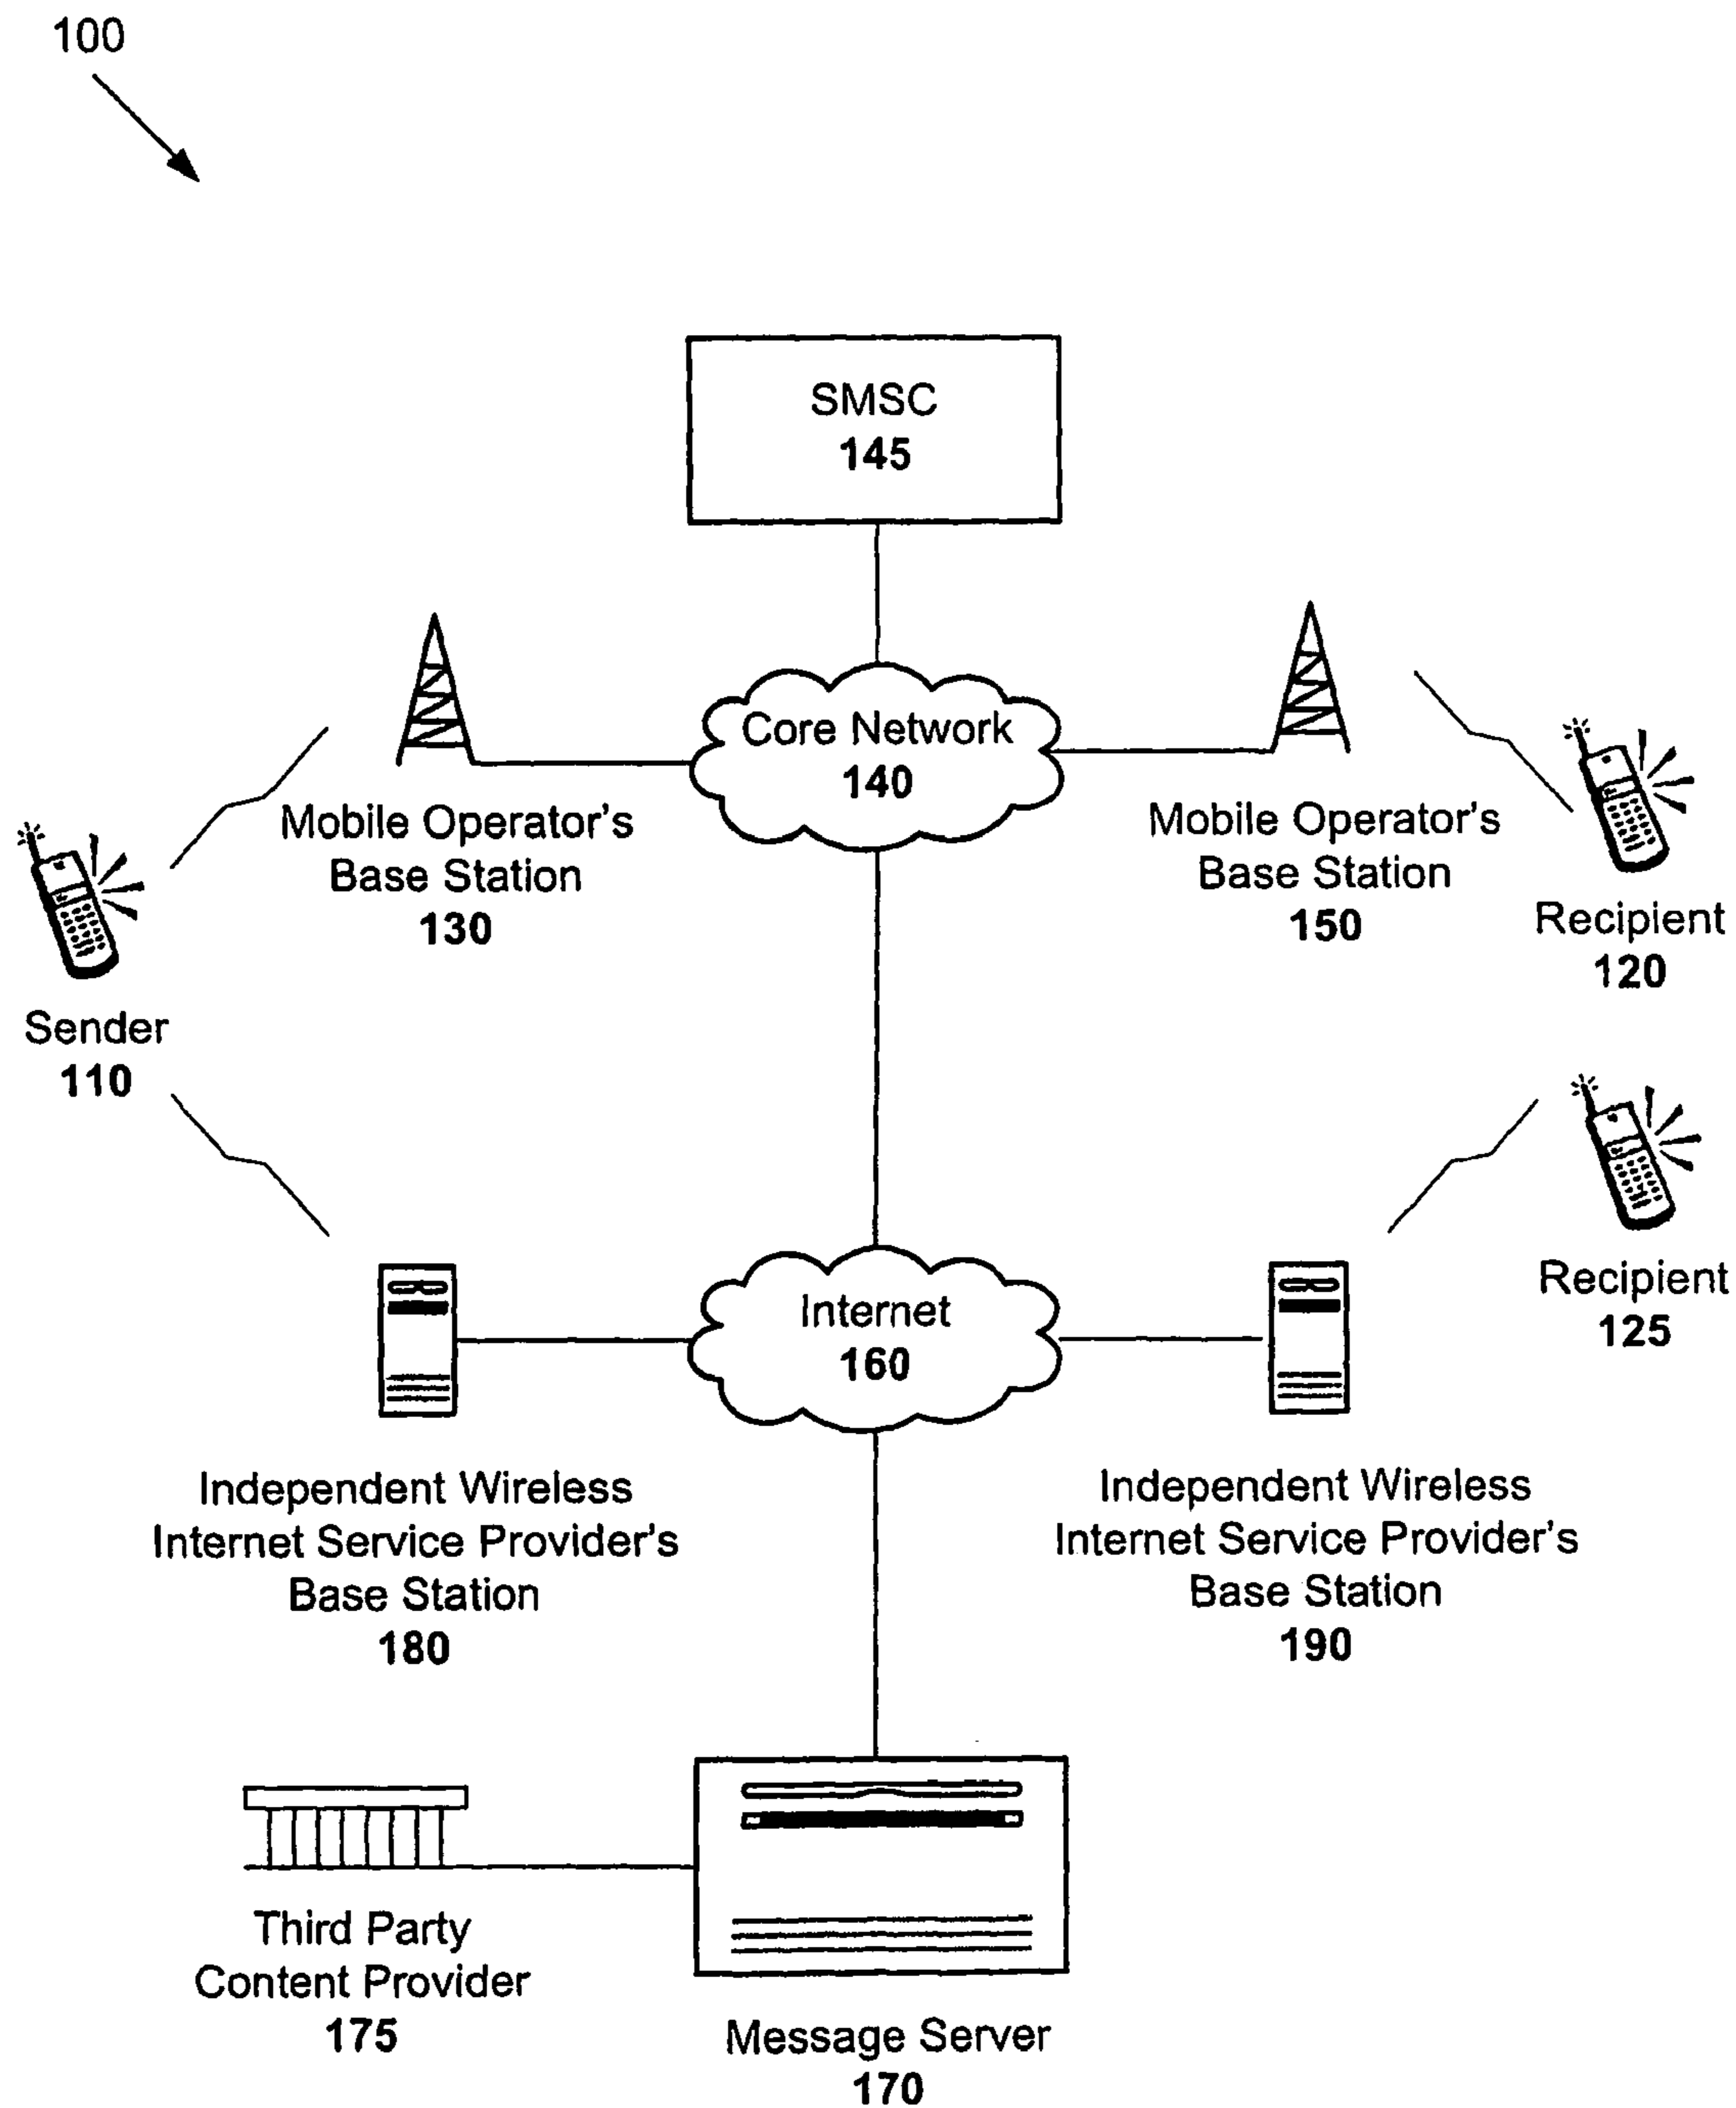 100
SMSC
145
Core Network
140
Mobile Operator's
Base Station
130
Mobile Operator's
Base Station
150
Recipient
120
Sender
110
Recipient
125
Internet
160
Independent Wireless
Internet Service Provider's
Base Station
180
Independent Wireless
Internet Service Provider's
Base Station
190
Third Party
Content Provider
175
Message Server
170